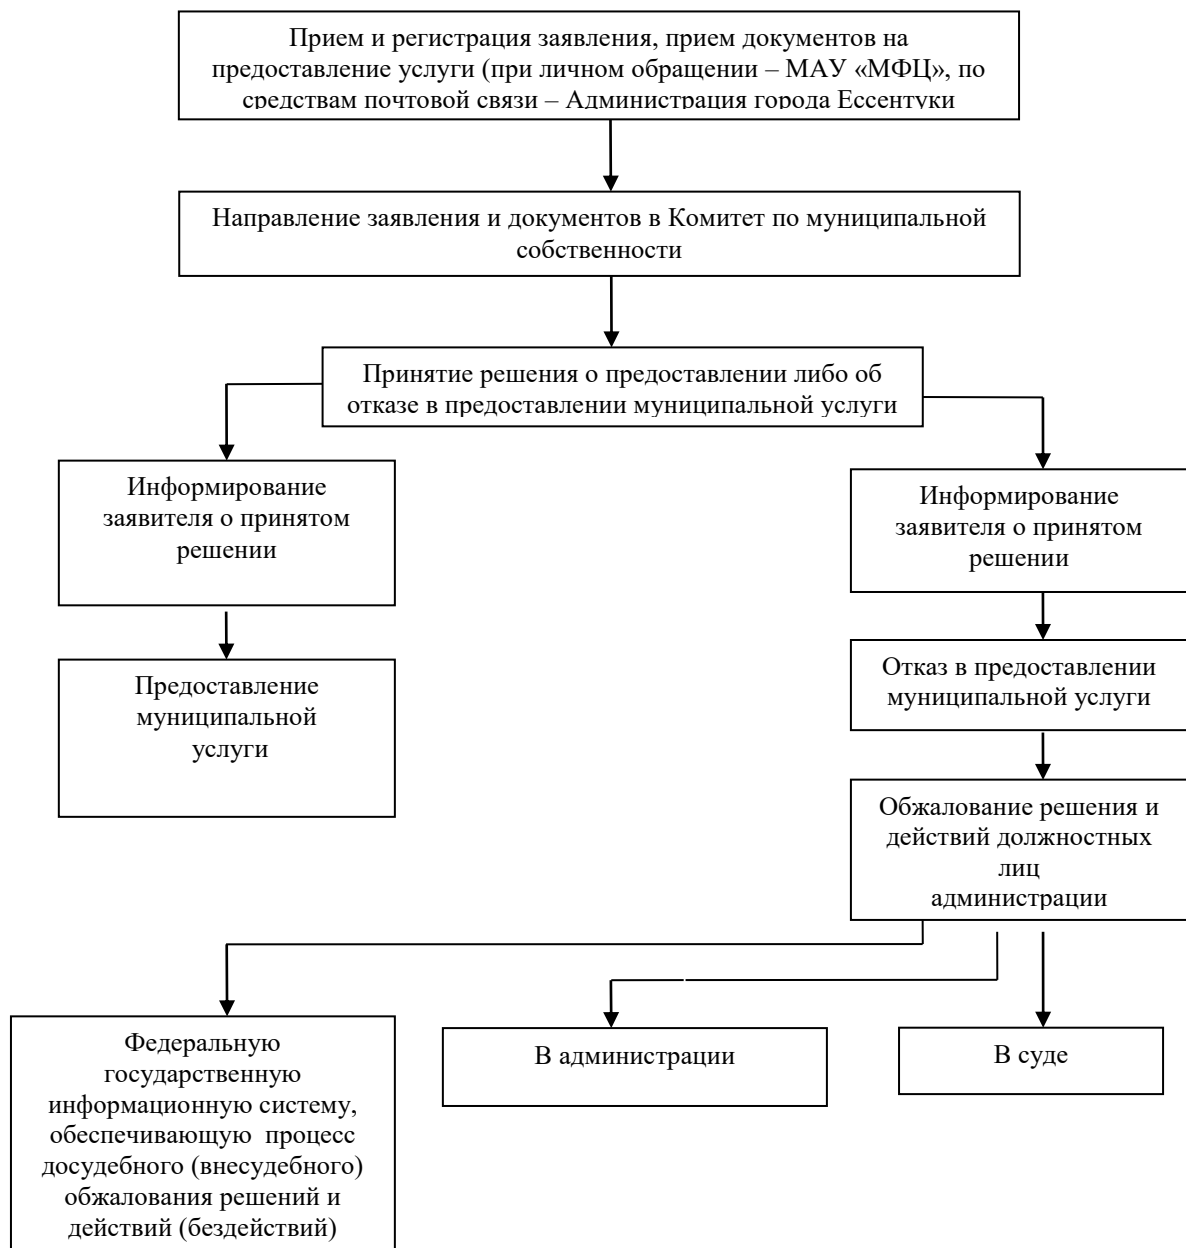 Прием и регистрация заявления, прием документов на
предоставление услуги (при личном обращении – МАУ «МФЦ», по
средствам почтовой связи – Администрация города Ессентуки
Направление заявления и документов в Комитет по муниципальной
собственности
Принятие решения о предоставлении либо об
отказе в предоставлении муниципальной услуги
Информирование
заявителя о принятом
решении
Информирование
заявителя о принятом
решении
Предоставление
муниципальной
услуги
Отказ в предоставлении
муниципальной услуги
Обжалование решения и
действий должностных
лиц
администрации
Федеральную
государственную
информационную систему,
обеспечивающую процесс
досудебного (внесудебного)
обжалования решений и
действий (бездействий)
В администрации
В суде